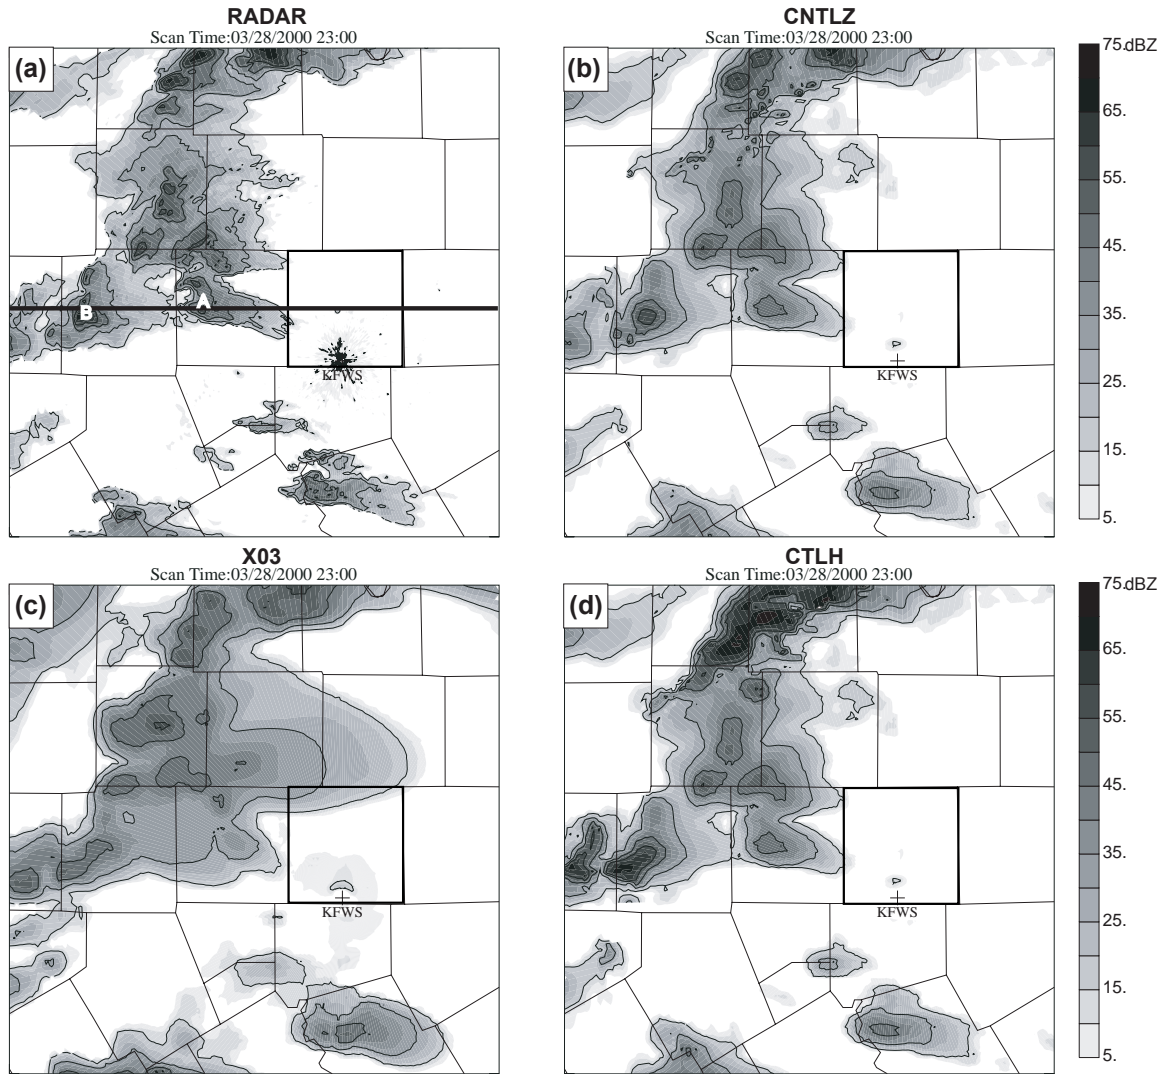 RADAR
Scan Time:03/28/2000 23:00
(a)
B
A
KFWS
CNTLZ
Scan Time:03/28/2000 23:00
(b)
KFWS
75.dBZ
65.
55.
45.
35.
25.
15.
5.
X03
Scan Time:03/28/2000 23:00
(c)
KFWS
CTLH
Scan Time:03/28/2000 23:00
(d)
KFWS
75.dBZ
65.
55.
45.
35.
25.
15.
5.